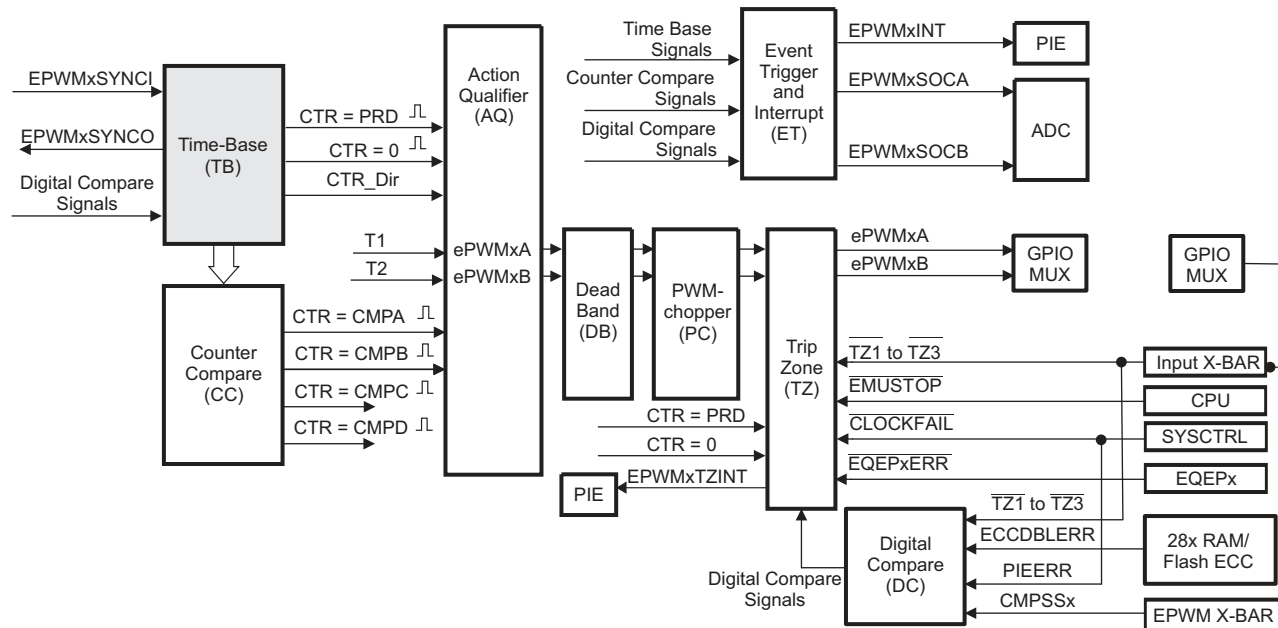 EPWMxSYNCI
EPWMxSYNCO
Digital Compare
Signals
Time-Base
(TB)
CTR = PRD
CTR = 0
CTR_Dir
T1
T2
Counter
Compare
(CC)
CTR = CMPA
CTR = CMPB
CTR = CMPC
CTR = CMPD
Action
Qualifier
(AQ)
ePWMxA
ePWMxB
Dead
Band
(DB)
PWM-
chopper
(PC)
Time Base
Signals
Counter Compare
Signals
Digital Compare
Signals
Event
Trigger
and
Interrupt
(ET)
EPWMxINT
EPWMxSOCA
EPWMxSOCB
PIE
ADC
Trip
Zone
(TZ)
ePWMxA
ePWMxB
GPIO
MUX
GPIO
MUX
TZ1 to TZ3
EMUSTOP
CLOCKFAIL
EQEPxERR
Input X-BAR
CPU
SYSCTRL
EQEPx
CTR = PRD
CTR = 0
EPWMxTZINT
PIE
Digital Compare
Signals
Digital
Compare
(DC)
TZ1 to TZ3
ECCDBLERR
PIEERR
CMPSSx
28x RAM/
Flash ECC
EPWM X-BAR